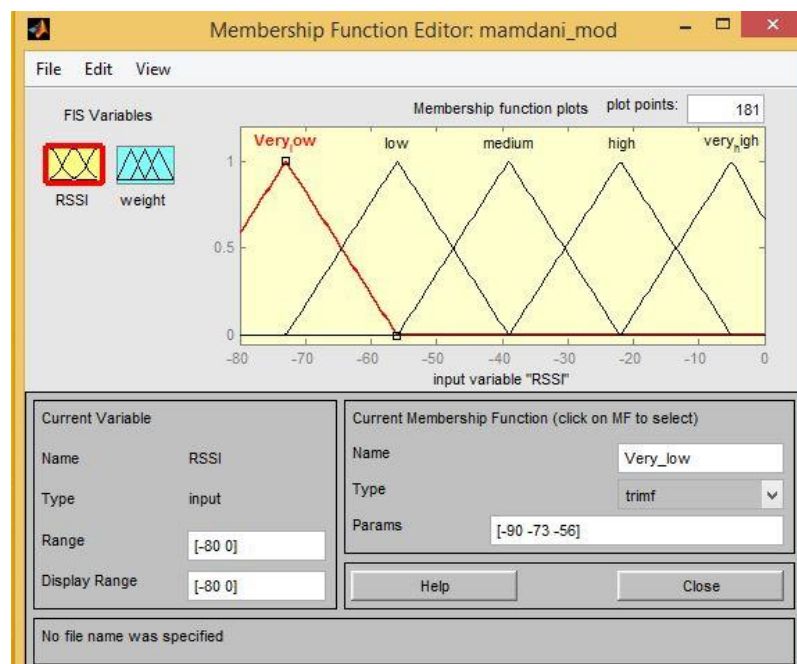 Membership Function Editor: mamdani_mod
File Edit View
FIS Variables
RSSI weight
Membership function plots plot points: 181
Very_low low medium high very_high
1
0.5
0
-80 -70 -60 -50 -40 -30 -20 -10 0
input variable "RSSI"
Current Variable
Name RSSI
Type input
Range [-80 0]
Display Range [-80 0]
Current Membership Function (click on MF to select)
Name Very_low
Type trimf
Params [-90 -73 -56]
Help Close
No file name was specified